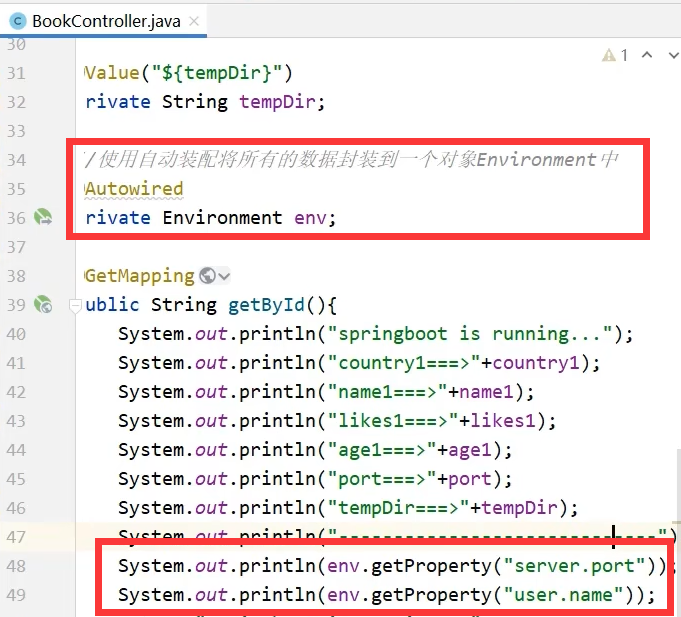 BookController.java
1
30
31 Value("${tempDir}")
32 rivate String tempDir;
33
34 /使用自动装配将所有的数据封装到一个对象Environment中
35 Autowired
36 rivate Environment env;
37
38 GetMapping
39 ublic String getById(){
40 System.out.println("springboot is running...");
41 System.out.println("country1===>"+country1);
42 System.out.println("name1===>"+name1);
43 System.out.println("likes1===>"+likes1);
44 System.out.println("age1===>"+age1);
45 System.out.println("port===>"+port);
46 System.out.println("tempDir===>"+tempDir);
47 System.out.println("-----------------------------")
48 System.out.println(env.getProperty("server.port"));
49 System.out.println(env.getProperty("user.name"));